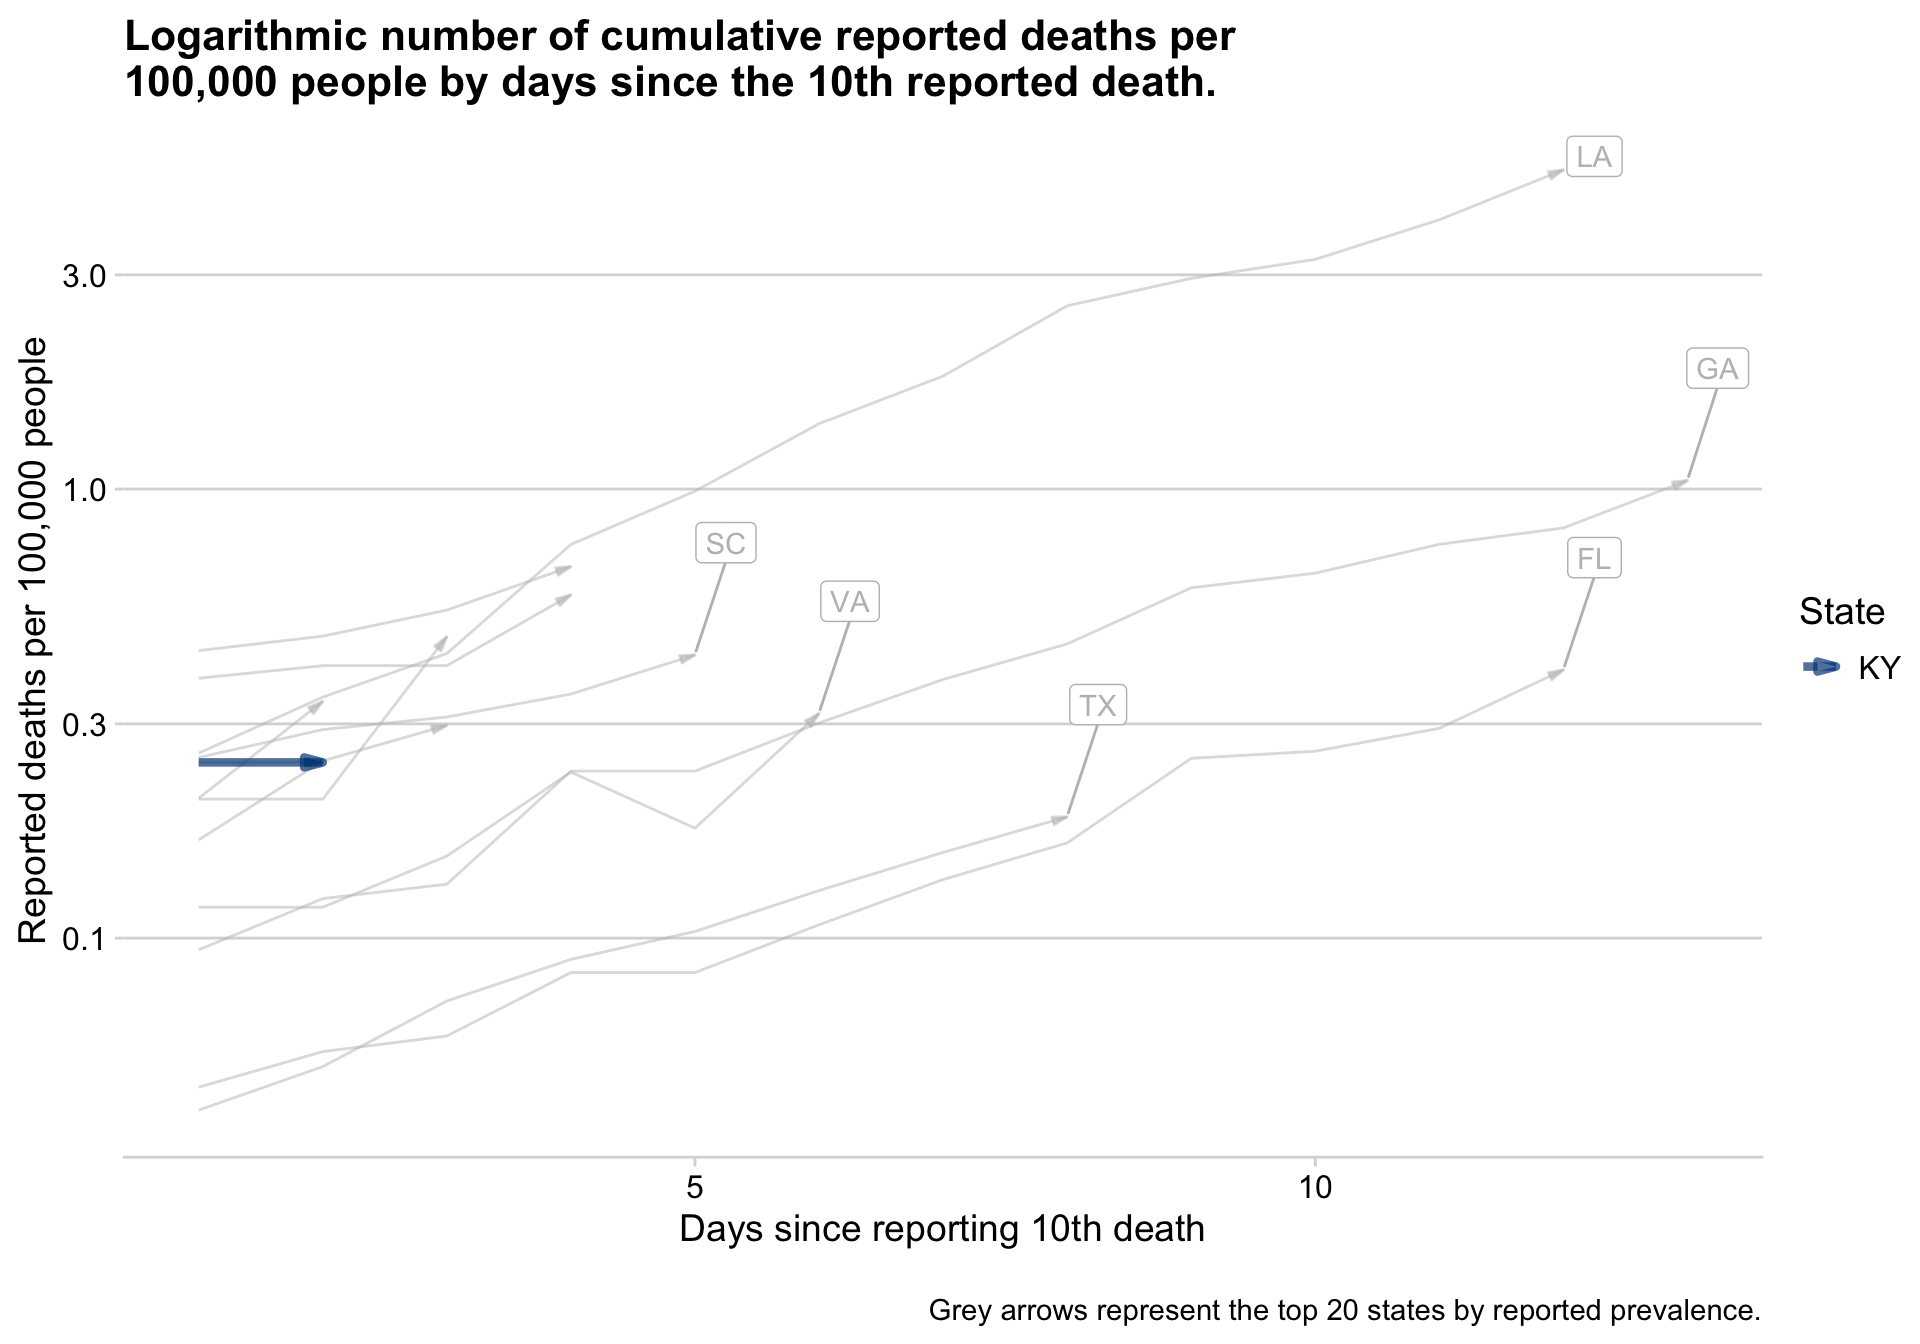 Logarithmic number of cumulative reported deaths per
100,000 people by days since the 10th reported death.
LA
3.0
GA
1.0
SC
FL
VA
TX
0.3
0.1
Reported deaths per 100,000 people
State
KY
5
10
Days since reporting 10th death
Grey arrows represent the top 20 states by reported prevalence.